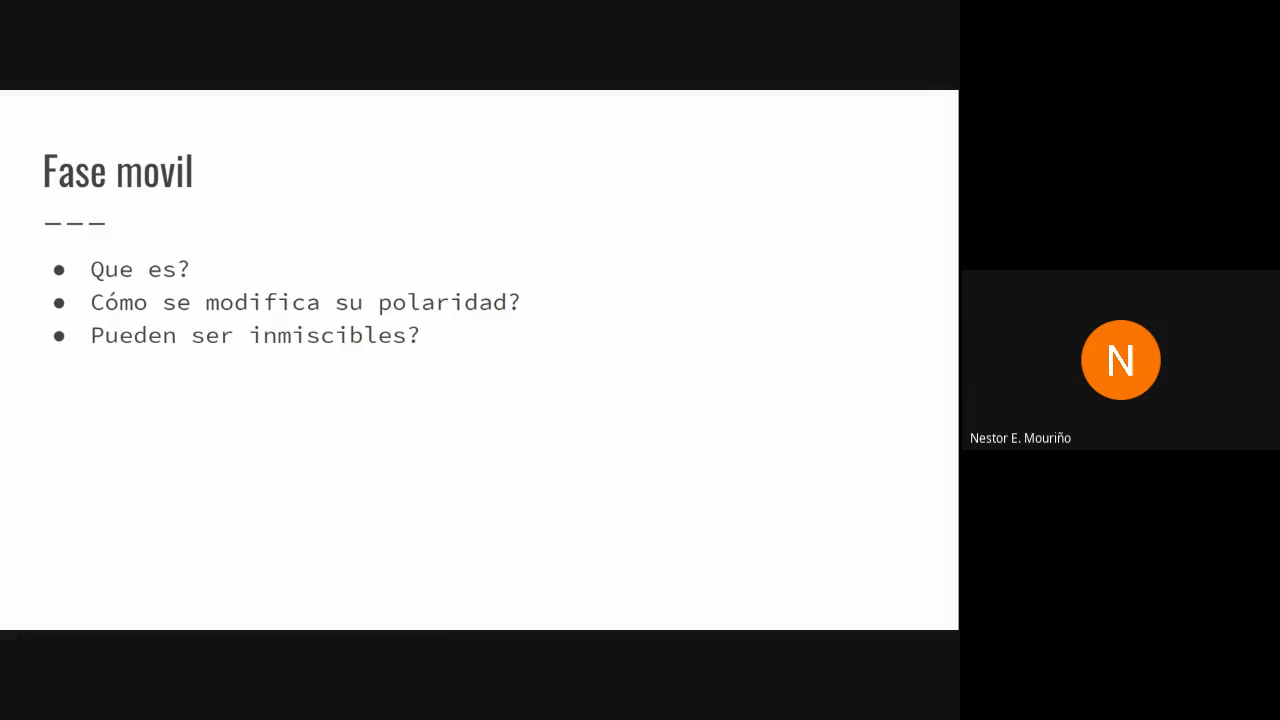 Fase movil
———
● Que es?
● Cómo se modifica su polaridad?
● Pueden ser inmiscibles?
N
Nestor E. Mouriño